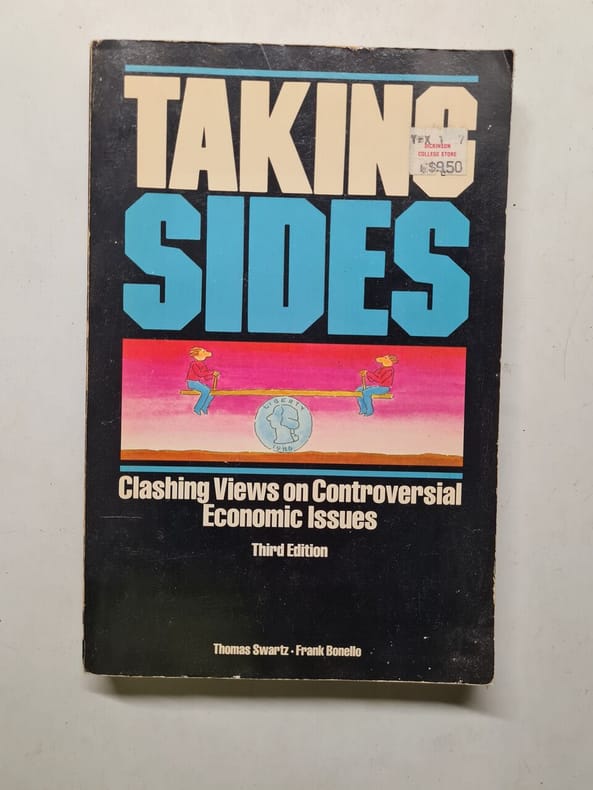 TAKING
DICKINSON
COLLEGE STORE
$9.50
SIDES
LIBERTY
Clashing Views on Controversial
Economic Issues
Third Edition
Thomas Swartz • Frank Bonello